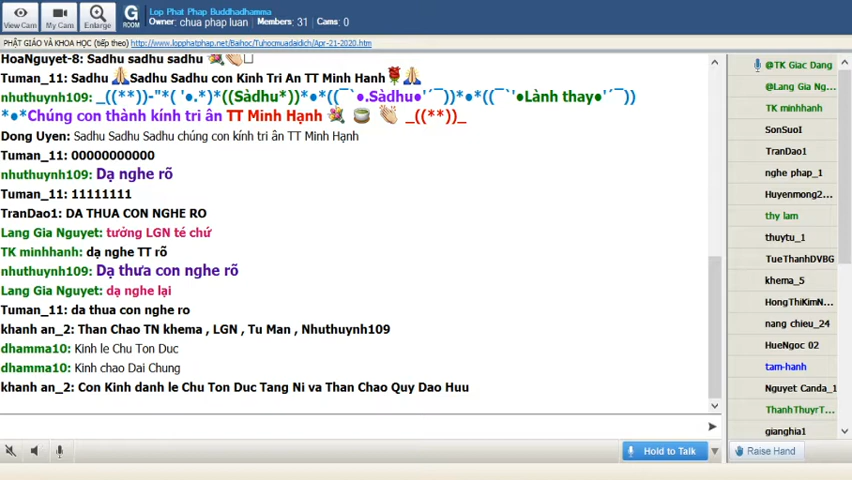 Lop Phat Phap Buddhadhamma
Owner: chua phap luan   Members: 31   Cams: 0
View Cam
My Cam
Enlarge
G
ROOM
PHẬT GIÁO VÀ KHOA HỌC (tiếp theo) http://www.lopphatphap.net/Baihoc/Tuhocmuadaidich/Apr-21-2020.htm
HoaNguyet-8: Sadhu sadhu sadhu 💐👏□
Tuman_11: Sadhu 🙏Sadhu Sadhu con Kinh Tri An TT Minh Hanh🌹🙏
nhuthuynh109: _((**))-"*( '●.*)*((Sàdhu*))*●*((¯`●.Sàdhu●'´¯))*●*((¯`'●Lành thay●'´¯))
*●*Chúng con thành kính tri ân TT Minh Hạnh 💐 🍵 👏 _((**))_
Dong Uyen: Sadhu Sadhu Sadhu chúng con kính tri ân TT Minh Hạnh
Tuman_11: 00000000000
nhuthuynh109: Dạ nghe rõ
Tuman_11: 11111111
TranDao1: DA THUA CON NGHE RO
Lang Gia Nguyet: tưởng LGN té chứ
TK minhhanh: dạ nghe TT rõ
nhuthuynh109: Dạ thưa con nghe rõ
Lang Gia Nguyet: dạ nghe lại
Tuman_11: da thua con nghe ro
khanh an_2: Than Chao TN khema , LGN , Tu Man , Nhuthuynh109
dhamma10: Kinh le Chu Ton Duc
dhamma10: Kinh chao Dai Chung
khanh an_2: Con Kinh danh le Chu Ton Duc Tang Ni va Than Chao Quy Dao Huu
Hold to Talk
@TK Giac Dang
@Lang Gia Ng...
TK minhhanh
SonSuoI
TranDao1
nghe phap_1
Huyenmong2...
thy lam
thuytu_1
TueThanhDVBG
khema_5
HongThiKimN...
nang chieu_24
HueNgoc 02
tam-hanh
Nguyet Canda_1
ThanhThuyrT...
gianghia1
Raise Hand